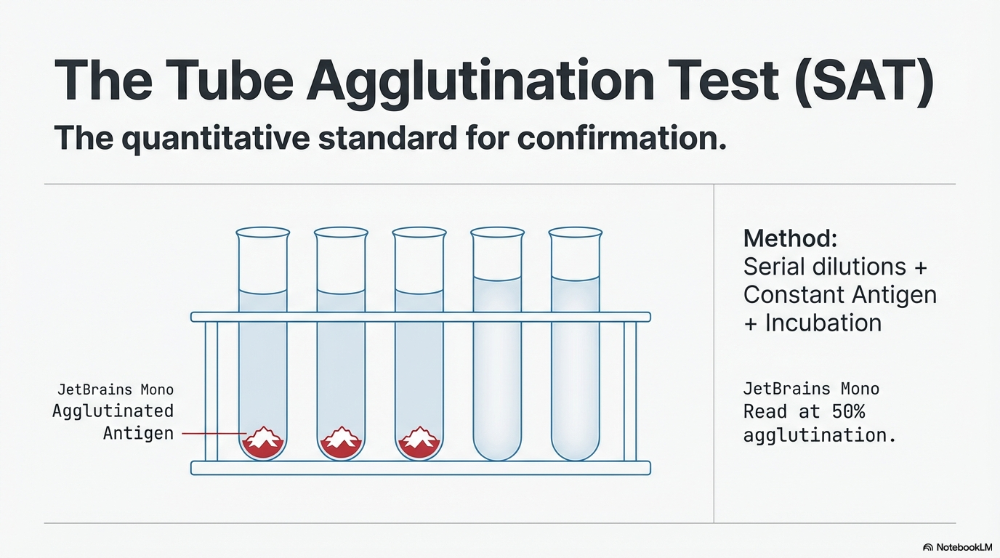 The Tube Agglutination Test (SAT)
The quantitative standard for confirmation.
JetBrains Mono
Agglutinated
Antigen
Method:
Serial dilutions +
Constant Antigen
+ Incubation
JetBrains Mono
Read at 50%
agglutination.
NotebookLM